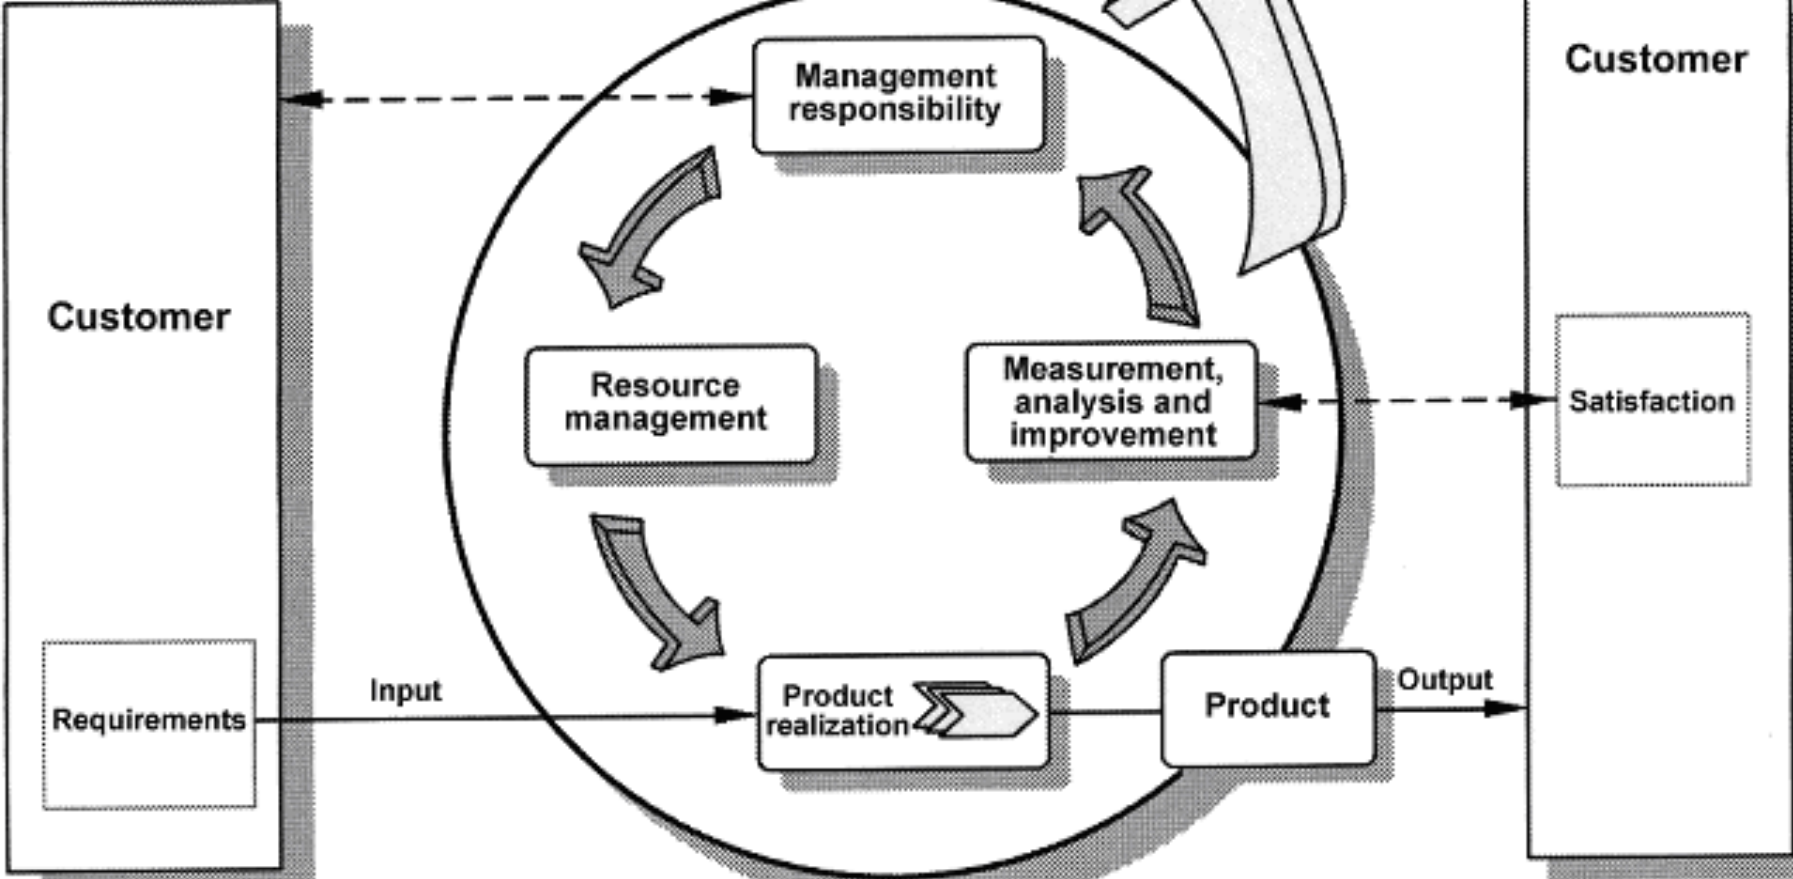 Customer
Management
responsibility
Customer
Resource
management
Measurement,
analysis and
improvement
Satisfaction
Requirements
Input
Product
realization
Product
Output